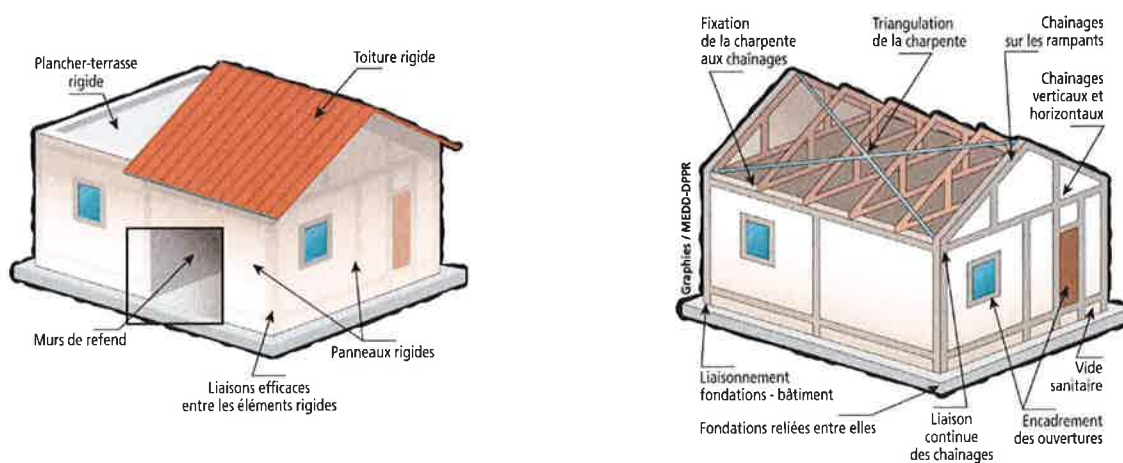 Plancher-terrasse
rigide
Toiture rigide
Murs de refend
Panneaux rigides
Liaisons efficaces
entre les éléments rigides
Fixation
de la charpente
aux chaînages
Triangulation
de la charpente
Chaînages
sur les rampants
Chaînages
verticaux et
horizontaux
Graphies / MEDD-DPPR
Liaisonnement
fondations - bâtiment
Fondations reliées entre elles
Liaison
continue
des chainages
Encadrement
des ouvertures
Vide
sanitaire